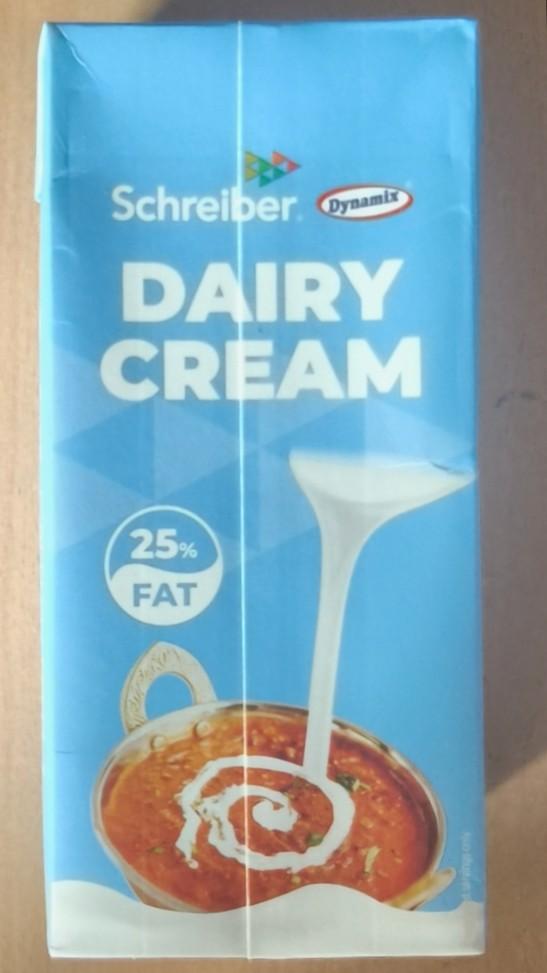 Schreiber Dynamix
DAIRY
CREAM
25%
FAT